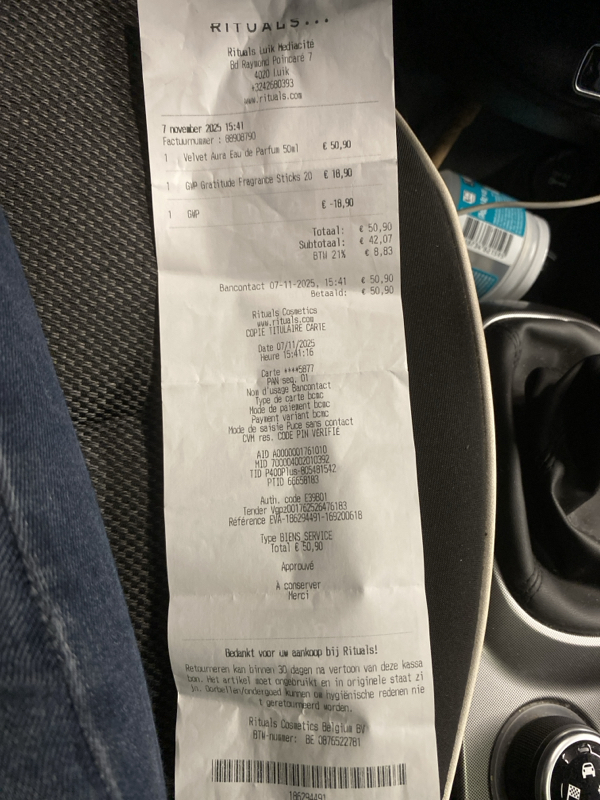 RITUALS...
Rituals Luik Mediacité
Bd Raymond Poincaré 7
4020 Luik
+3242680393
www.rituals.com
7 november 2025 15:41
Factuurnummer : 88908790
1 Velvet Aura Eau de Parfum 50ml € 50,90
1 GWP Gratitude Fragrance Sticks 20 € 18,90
1 GWP € -18,90
Totaal: € 50,90
Subtotaal: € 42,07
BTW 21% € 8,83
Bancontact 07-11-2025, 15:41 € 50,90
Betaald: € 50,90
Rituals Cosmetics
www.rituals.com
COPIE TITULAIRE CARTE
Date 07/11/2025
Heure 15:41:16
Carte ****5877
PAN seq. 01
Nom d'usage Bancontact
Type de carte bcmc
Mode de paiement bcmc
Payment variant bcmc
Mode de saisie Puce sans contact
CVM res. CODE PIN VÉRIFIÉ
AID A0000001761010
MID 700004002010392
TID P400Plus-805481542
PTID 66658183
Auth. code E39B01
Tender Vgpz001762526476183
Référence EVA-186294491-169200618
Type BIENS_SERVICE
Total € 50,90
Approuvé
A conserver
Merci
Bedankt voor uw aankoop bij Rituals!
Retourneren kan binnen 30 dagen na vertoon van deze kassa
bon. Het artikel moet ongebruikt en in originele staat zi
jn. Oorbellen/ondergoed kunnen om hygiënische redenen nie
t geretourneerd worden.
Rituals Cosmetics Belgium BV
BTW-nummer: BE 0876522781
186294491